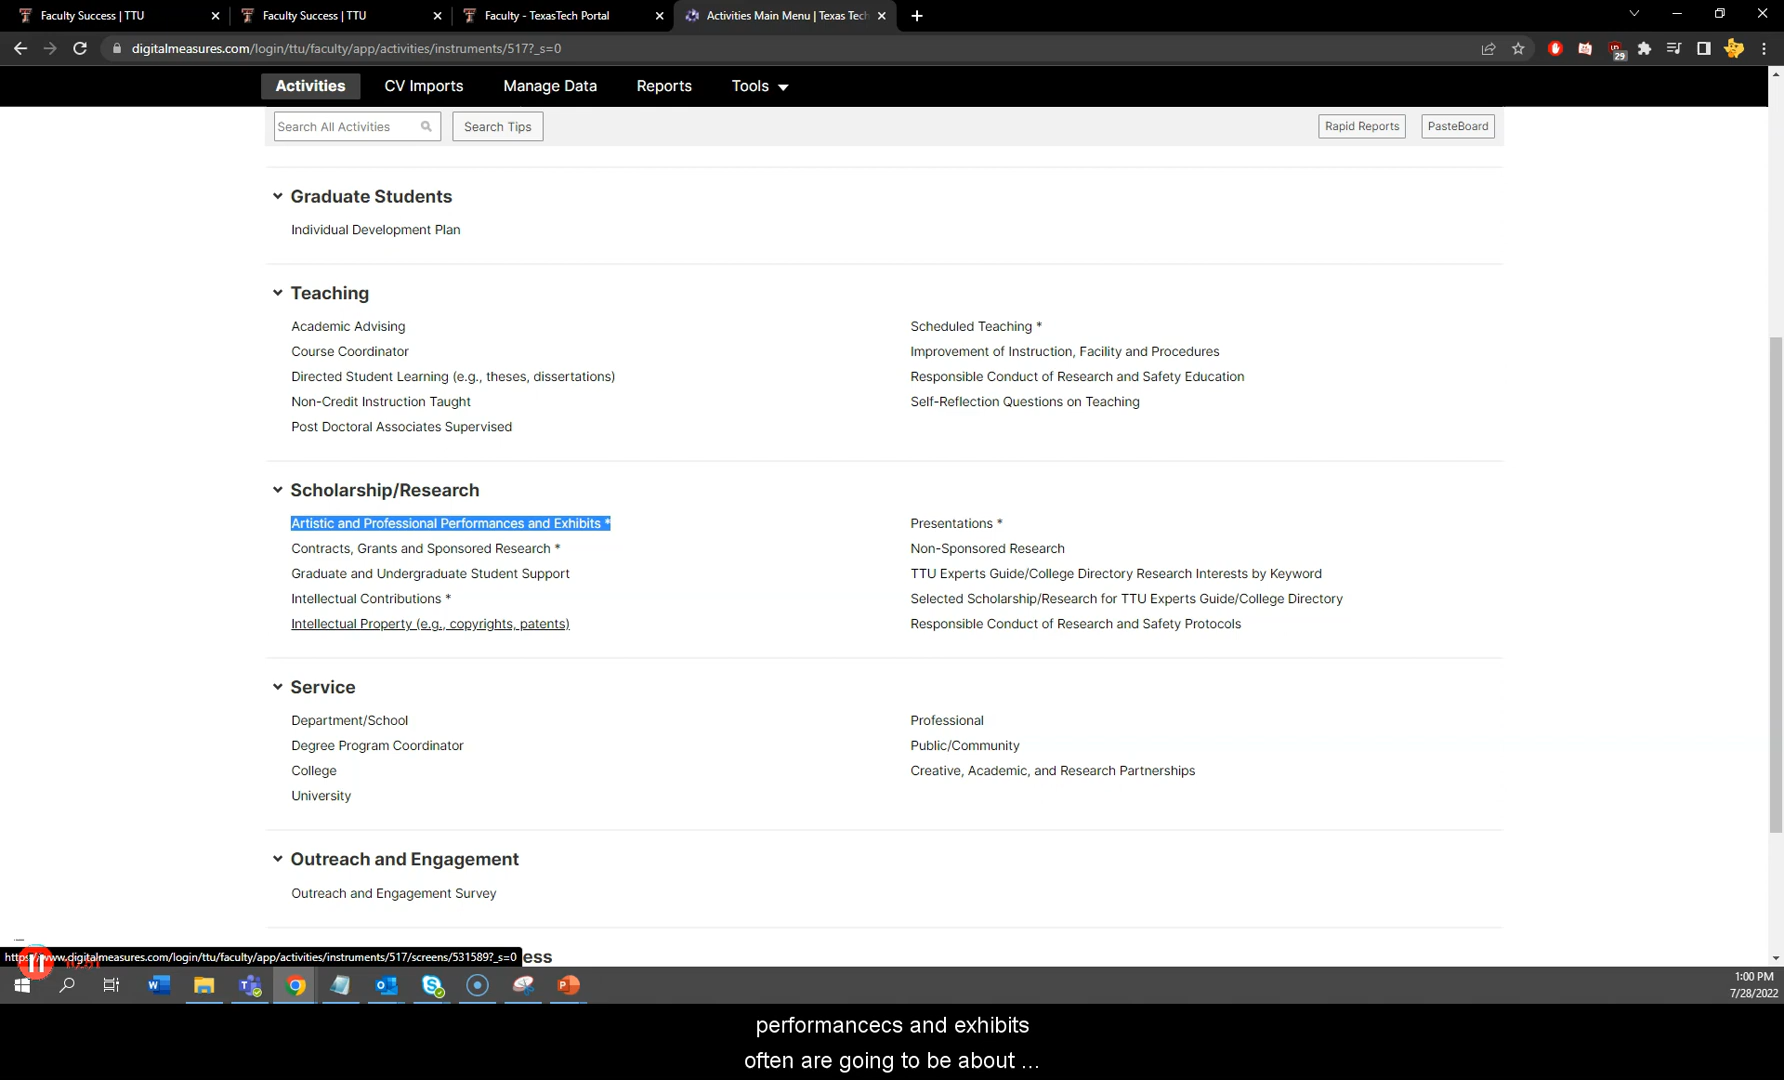 Faculty Success | TTU
Faculty Success | TTU
Faculty - TexasTech Portal
Activities Main Menu | Texas Tech
digitalmeasures.com/login/ttu/faculty/app/activities/instruments/517?_s=0
29
Activities CV Imports Manage Data Reports Tools
Search All Activities Search Tips Rapid Reports PasteBoard
Graduate Students
Individual Development Plan
Teaching
Academic Advising
Course Coordinator
Directed Student Learning (e.g., theses, dissertations)
Non-Credit Instruction Taught
Post Doctoral Associates Supervised
Scheduled Teaching *
Improvement of Instruction, Facility and Procedures
Responsible Conduct of Research and Safety Education
Self-Reflection Questions on Teaching
Scholarship/Research
Artistic and Professional Performances and Exhibits *
Contracts, Grants and Sponsored Research *
Graduate and Undergraduate Student Support
Intellectual Contributions *
Intellectual Property (e.g., copyrights, patents)
Presentations *
Non-Sponsored Research
TTU Experts Guide/College Directory Research Interests by Keyword
Selected Scholarship/Research for TTU Experts Guide/College Directory
Responsible Conduct of Research and Safety Protocols
Service
Department/School
Degree Program Coordinator
College
University
Professional
Public/Community
Creative, Academic, and Research Partnerships
Outreach and Engagement
Outreach and Engagement Survey
ess
https://www.digitalmeasures.com/login/ttu/faculty/app/activities/instruments/517/screens/531589?_s=0
1:00 PM
7/28/2022
performancecs and exhibits
often are going to be about ...